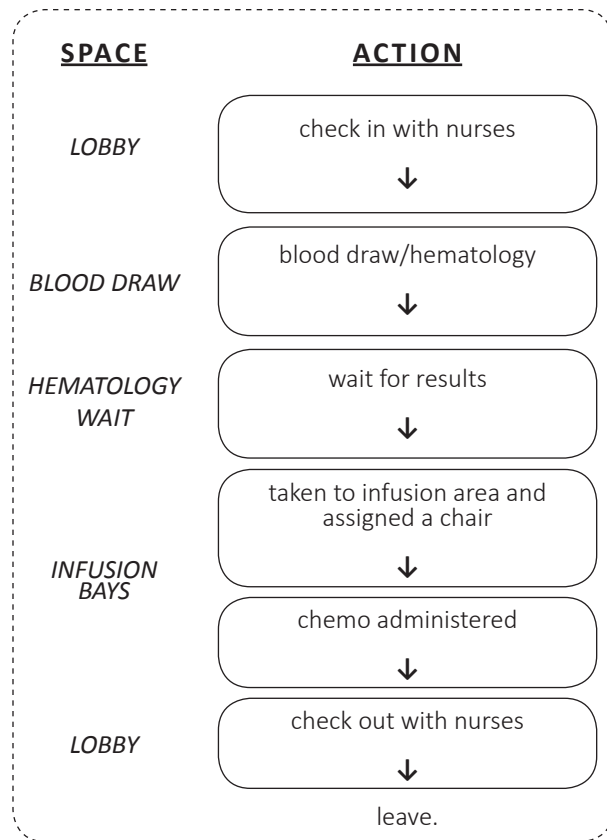 SPACE ACTION
LOBBY check in with nurses
BLOOD DRAW blood draw/hematology
HEMATOLOGY
WAIT
wait for results
taken to infusion area and
assigned a chair
INFUSION
BAYS
chemo administered
LOBBY check out with nurses
leave.